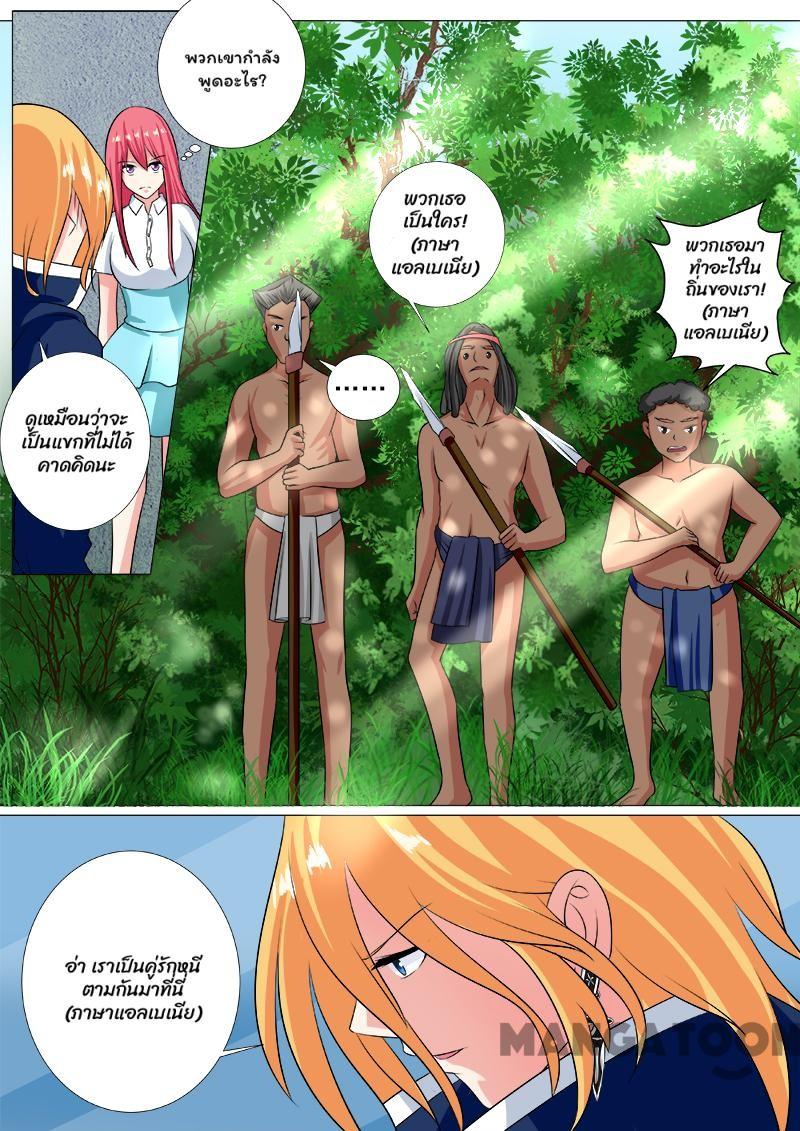 พวกเขากำลัง
พูดอะไร?
ดูเหมือนว่าจะ
เป็นแขกที่ไม่ได้
คาดคิดนะ
พวกเธอ
เป็นใคร!
(ภาษา
แอลเบเนีย)
......
พวกเธอมา
ทำอะไรใน
ถิ่นของเรา!
(ภาษา
แอลเบเนีย)
อ่า เราเป็นคู่รักหนี
ตามกันมาที่นี่
(ภาษาแอลเบเนีย)
MANGATOON